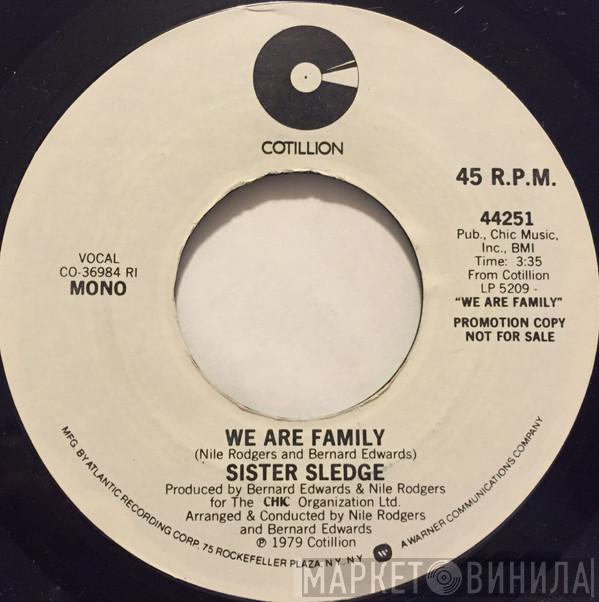 COTILLION
45 R.P.M.
44251
Pub., Chic Music,
Inc., BMI
Time: 3:35
From Cotillion
LP 5209 -
"WE ARE FAMILY"
PROMOTION COPY
NOT FOR SALE
VOCAL
CO-36984 RI
MONO
WE ARE FAMILY
(Nile Rodgers and Bernard Edwards)
SISTER SLEDGE
Produced by Bernard Edwards & Nile Rodgers
for The CHIC Organization Ltd.
Arranged & Conducted by Nile Rodgers
and Bernard Edwards
℗ 1979 Cotillion
MFG. BY ATLANTIC RECORDING CORP., 75 ROCKEFELLER PLAZA, N.Y., N.Y. A WARNER COMMUNICATIONS COMPANY
МАРКЕТ ВИНИЛА